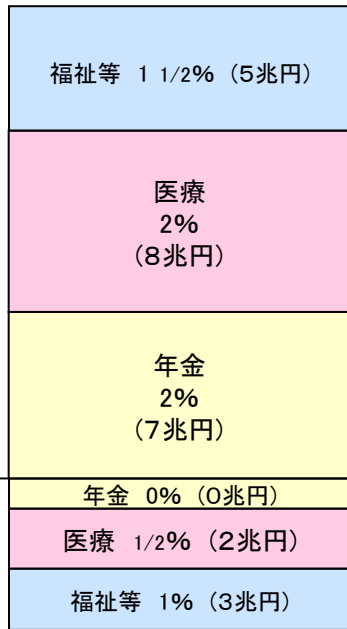 福祉等 1 1/2% (5兆円)
医療
2%
(8兆円)
年金
2%
(7兆円)
年金 0% (0兆円)
医療 1/2% (2兆円)
福祉等 1% (3兆円)